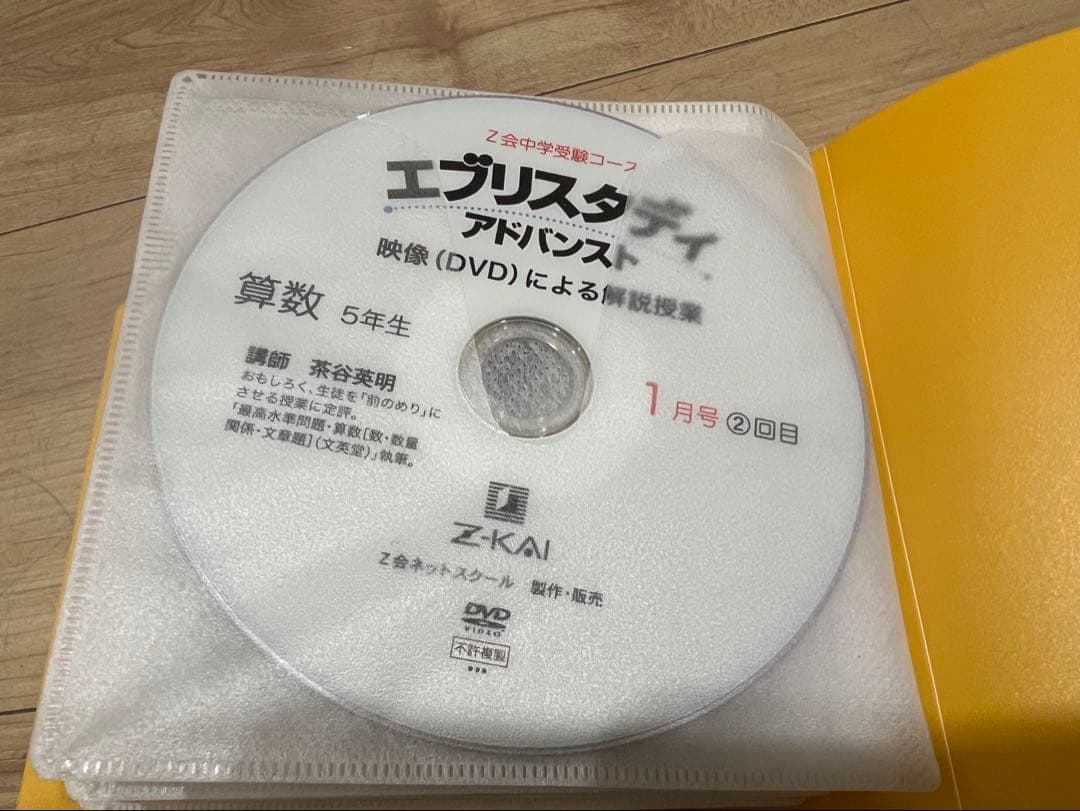 Z会中学受験コース
エブリスタディ
アドバンスト
映像(DVD)による解説授業
算数 5年生
講師 茶谷英明
おもしろく、生徒を「前のめり」に
させる授業に定評。
「最高水準問題・算数[数・数量
関係・文章題](文英堂)」執筆。
1月号 ②回目
Z-KAI
Z会ネットスクール 製作・販売
DVD
VIDEO
不許複製